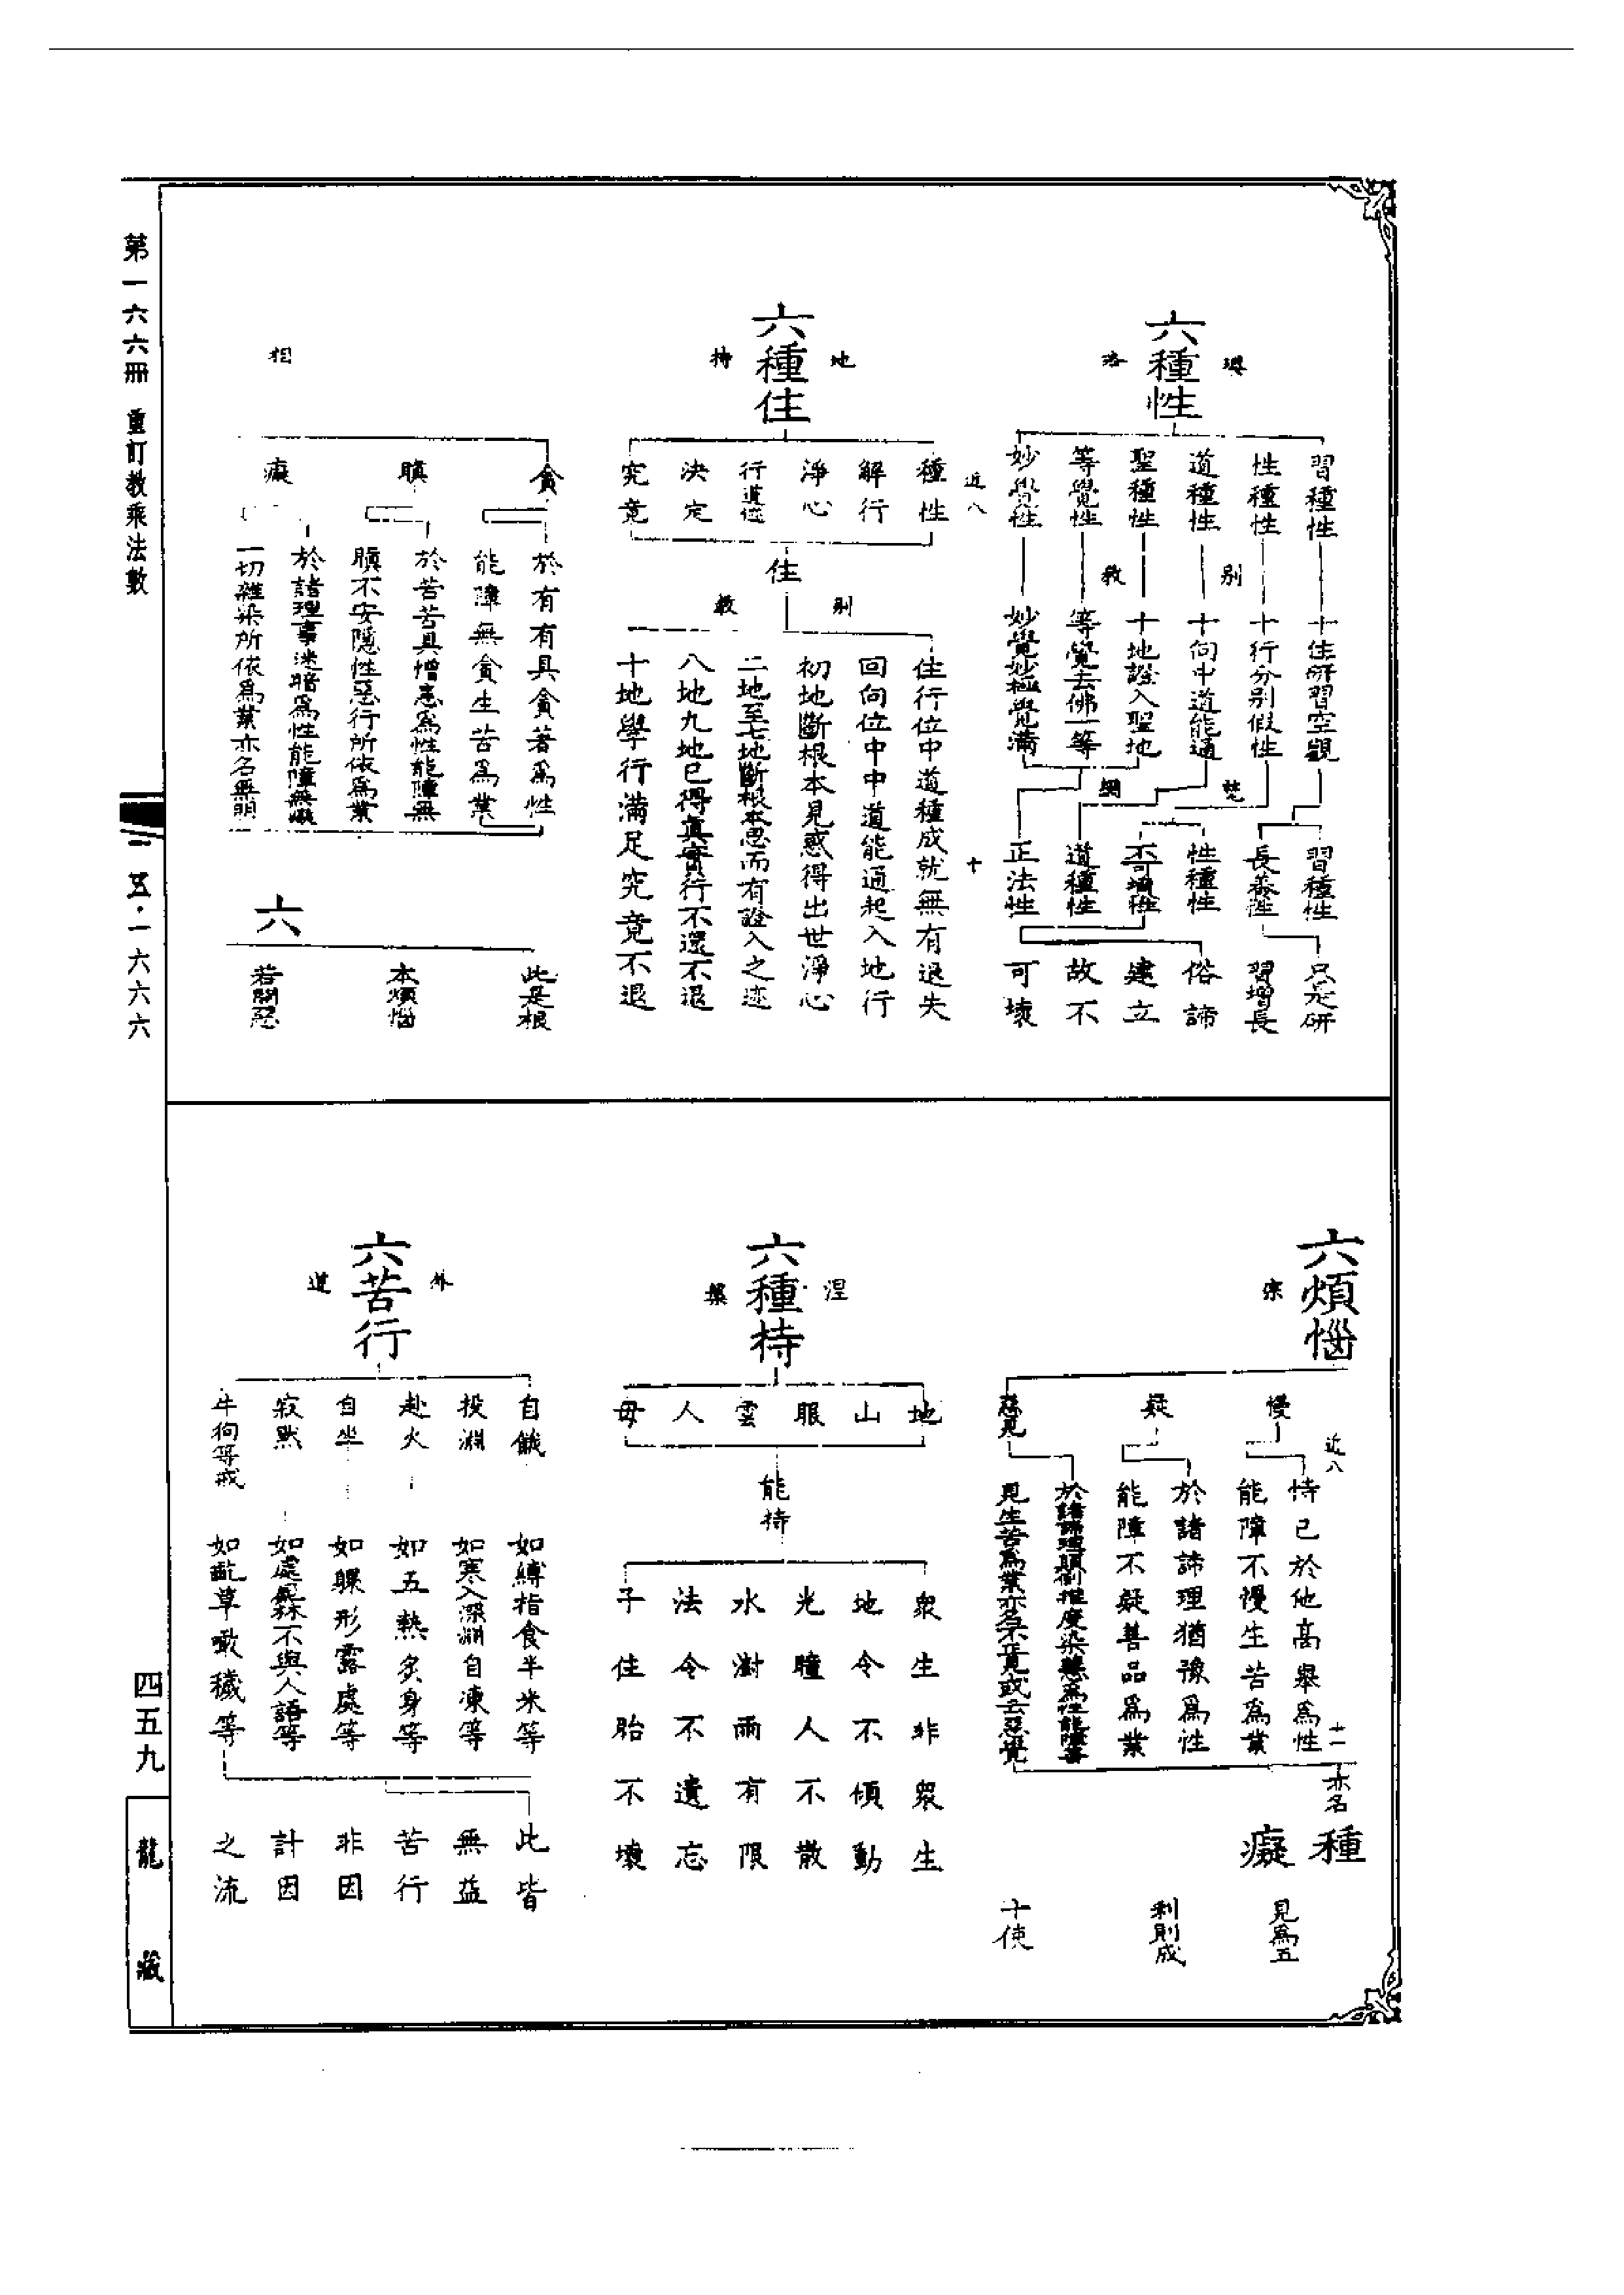 六種性
瓔
珞
習種性
性種性
道種性
聖種性
等覺性
妙覺性
別
教
十住研習空觀
十行分別假性
十向中道能通
十地證入聖地
等覺去佛一等
妙覺妙極覺滿
梵
網
習種性
長養性
性種性
不可壞性
道種性
正法性
只是研
習增長
俗諦
建立
故不
可壞
近八
十
六種住
地
持
種性
解行
淨心
行道迹
決定
究竟
住
別
教
住行位中道種成就無有退失
回向位中中道能通起入地行
初地斷根本見惑得出世淨心
二地至七地斷根本思而有證入之迹
八地九地已得真實行不還不退
十地學行滿足究竟不退
相
貪
瞋
癡
於有有具貪著為性
能障無貪生苦為業
於苦苦具憎恚為性能障無
瞋不安隱性惡行所依為業
於諸理事迷暗為性能障無癡
一切雜染所依為業亦名無明
六
此是根
本煩惱
若開惡
六煩惱
宗
近八
慢
疑
惡見
恃已於他高舉為性
能障不慢生苦為業
於諸諦理猶豫為性
能障不疑善品為業
於諸諦理顛倒推度染慧為性能障善
見生苦為業亦名不正見或云惡覺
十一
亦名
種
癡
見為五
利則成
十使
六種持
涅
槃
地
山
眼
雲
人
母
能持
眾生非眾生
地令不傾動
光瞳人不散
水澍雨有限
法令不遺忘
子住胎不壞
六苦行
外
道
自餓
投淵
赴火
自坐
寂默
牛狗等戒
如縛指食半米等
如寒入深淵自凍等
如五熱炙身等
如躶形露處等
如處屍林不與人語等
如齕草噉穢等
此皆
無益
苦行
非因
計因
之流
第一六六冊 重訂教乘法數
一五·一六六六
四五九
龍藏